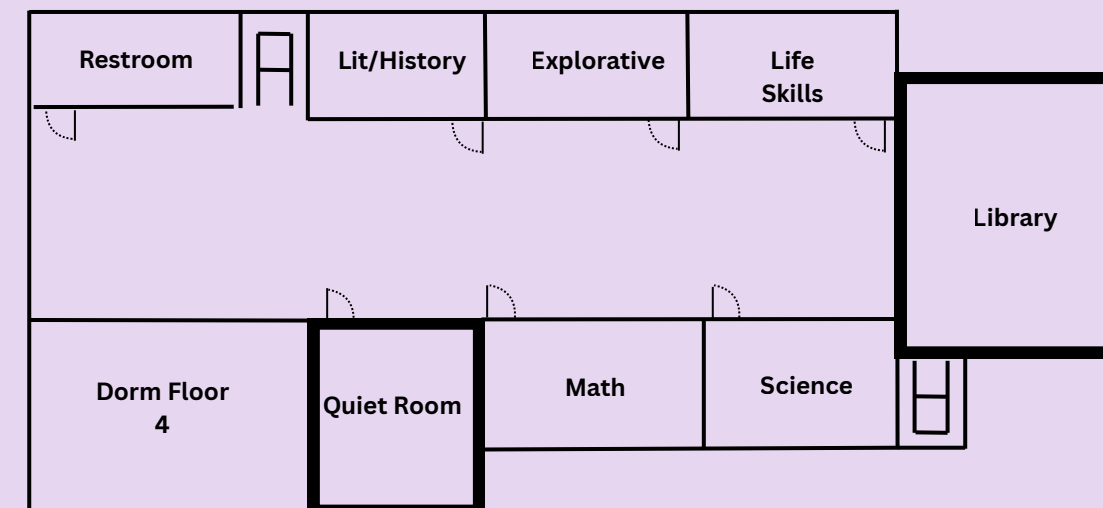 Restroom
Lit/History
Explorative
Life
Skills
Library
Dorm Floor
4
Quiet Room
Math
Science